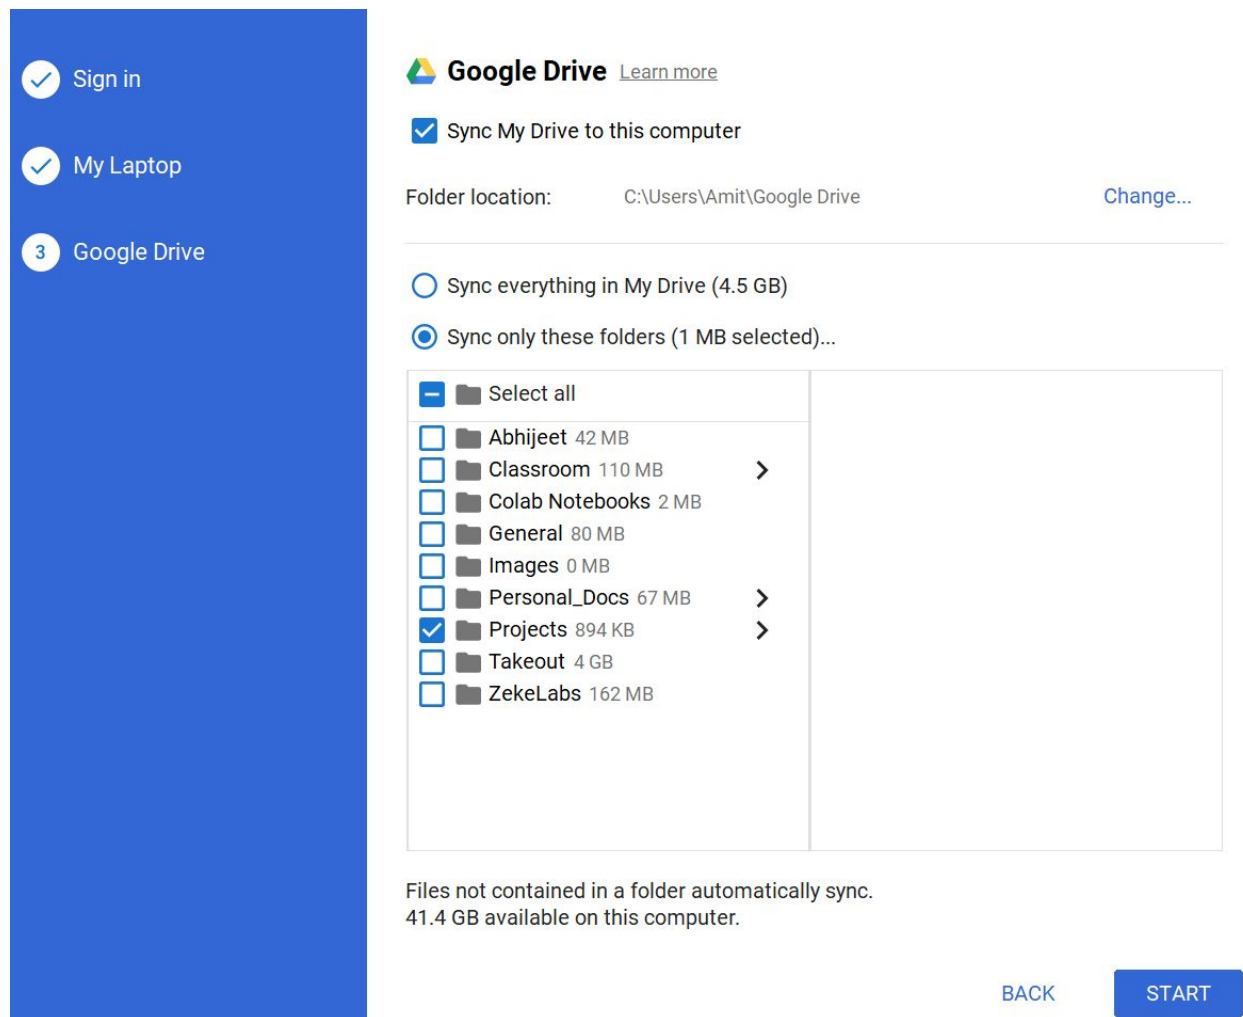 Sign in
My Laptop
3 Google Drive
Google Drive Learn more
Sync My Drive to this computer
Folder location: C:\Users\Amit\Google Drive Change...
Sync everything in My Drive (4.5 GB)
Sync only these folders (1 MB selected)...
Select all
Abhijeet 42 MB
Classroom 110 MB
Colab Notebooks 2 MB
General 80 MB
Images 0 MB
Personal_Docs 67 MB
Projects 894 KB
Takeout 4 GB
ZekeLabs 162 MB
Files not contained in a folder automatically sync.
41.4 GB available on this computer.
BACK START